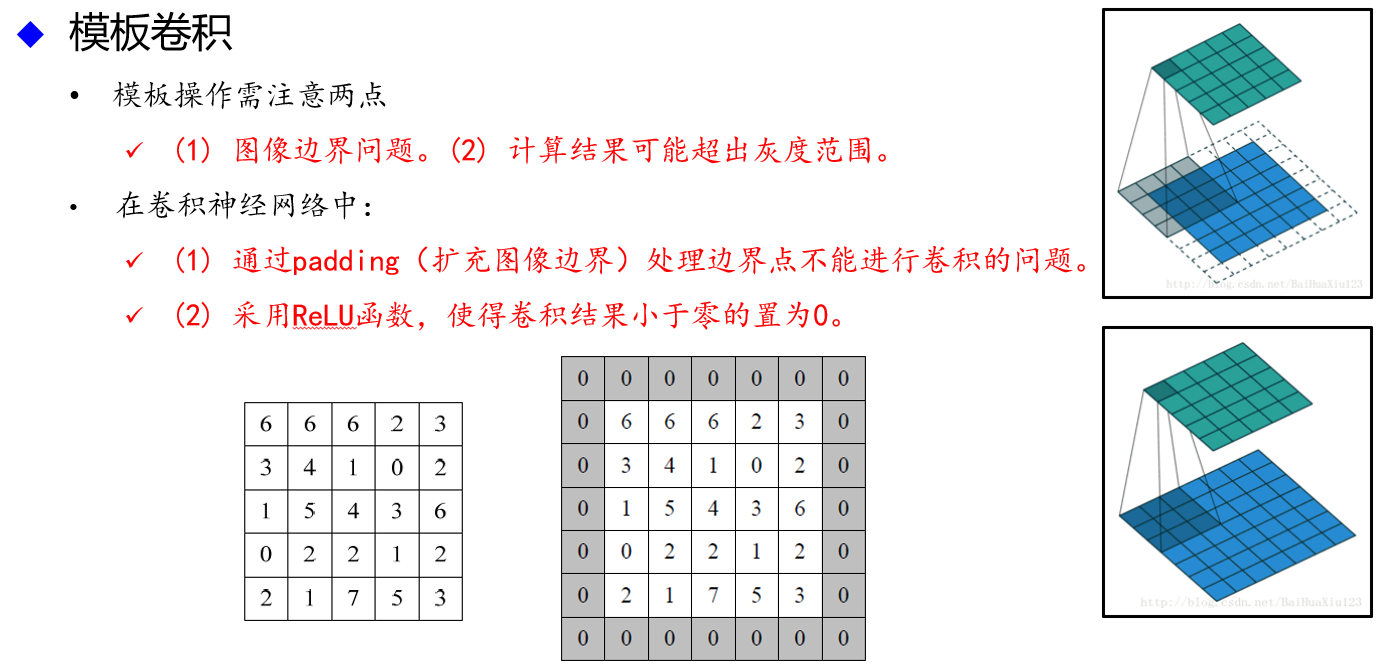 模板卷积
• 模板操作需注意两点
✓ (1) 图像边界问题。(2) 计算结果可能超出灰度范围。
• 在卷积神经网络中：
✓ (1) 通过padding（扩充图像边界）处理边界点不能进行卷积的问题。
✓ (2) 采用ReLU函数，使得卷积结果小于零的置为0。
6 6 6 2 3
3 4 1 0 2
1 5 4 3 6
0 2 2 1 2
2 1 7 5 3
0 0 0 0 0 0 0
0 6 6 6 2 3 0
0 3 4 1 0 2 0
0 1 5 4 3 6 0
0 0 2 2 1 2 0
0 2 1 7 5 3 0
0 0 0 0 0 0 0
http://blog.csdn.net/BaiHuaXiu123
http://blog.csdn.net/BaiHuaXiu123